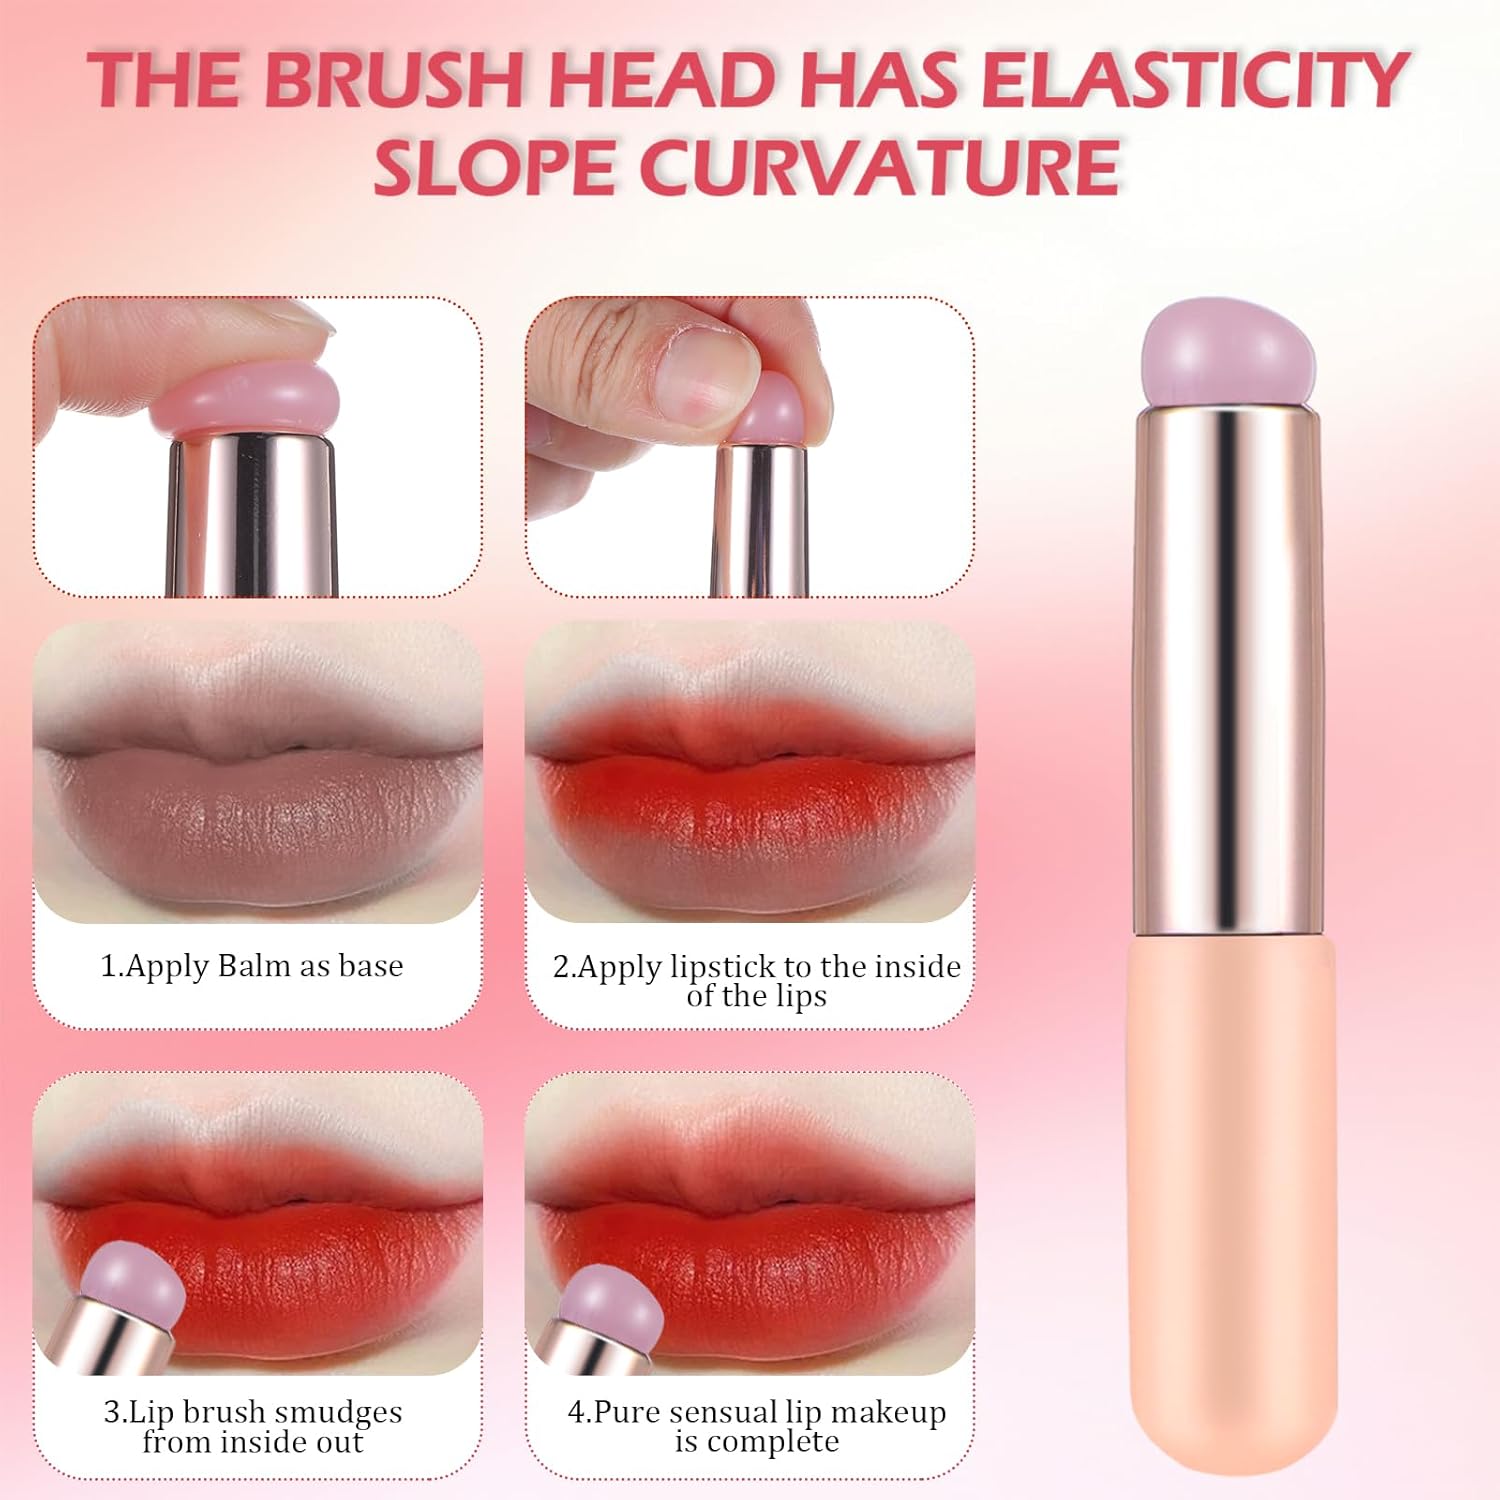 THE BRUSH HEAD HAS ELASTICITY
SLOPE CURVATURE
1.Apply Balm as base
2.Apply lipstick to the inside
of the lips
3.Lip brush smudges
from inside out
4.Pure sensual lip makeup
is complete